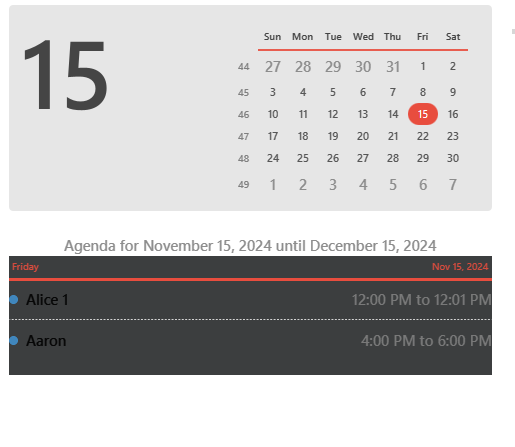 15
Sun Mon Tue Wed Thu Fri Sat
44 27 28 29 30 31 1 2
45 3 4 5 6 7 8 9
46 10 11 12 13 14 15 16
47 17 18 19 20 21 22 23
48 24 25 26 27 28 29 30
49 1 2 3 4 5 6 7
Agenda for November 15, 2024 until December 15, 2024
Friday Nov 15, 2024
Alice 1 12:00 PM to 12:01 PM
Aaron 4:00 PM to 6:00 PM